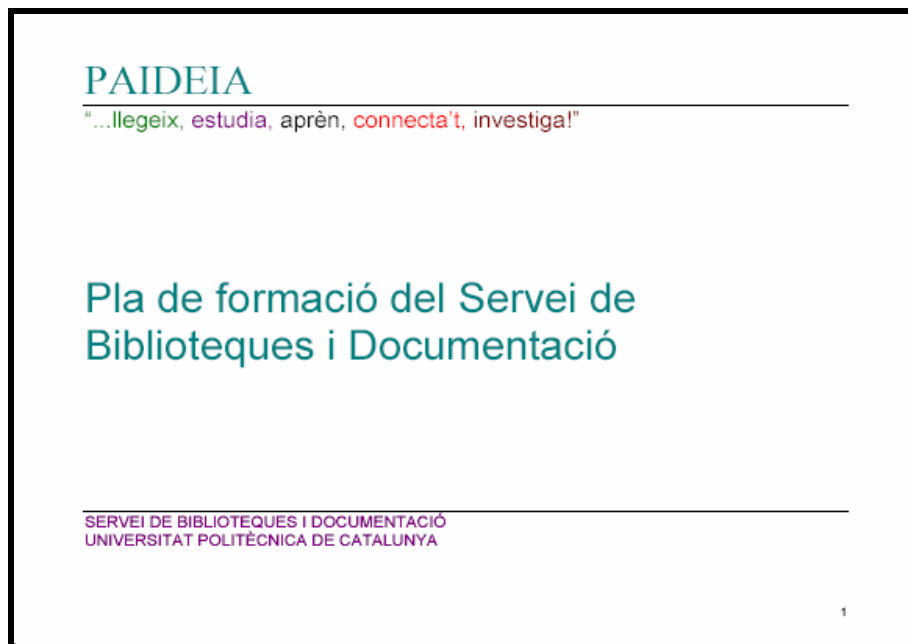 PAIDEIA
“...llegeix, estudia, aprèn, connecta’t, investiga!”
Pla de formació del Servei de
Biblioteques i Documentació
SERVEI DE BIBLIOTEQUES I DOCUMENTACIÓ
UNIVERSITAT POLITÈCNICA DE CATALUNYA
1